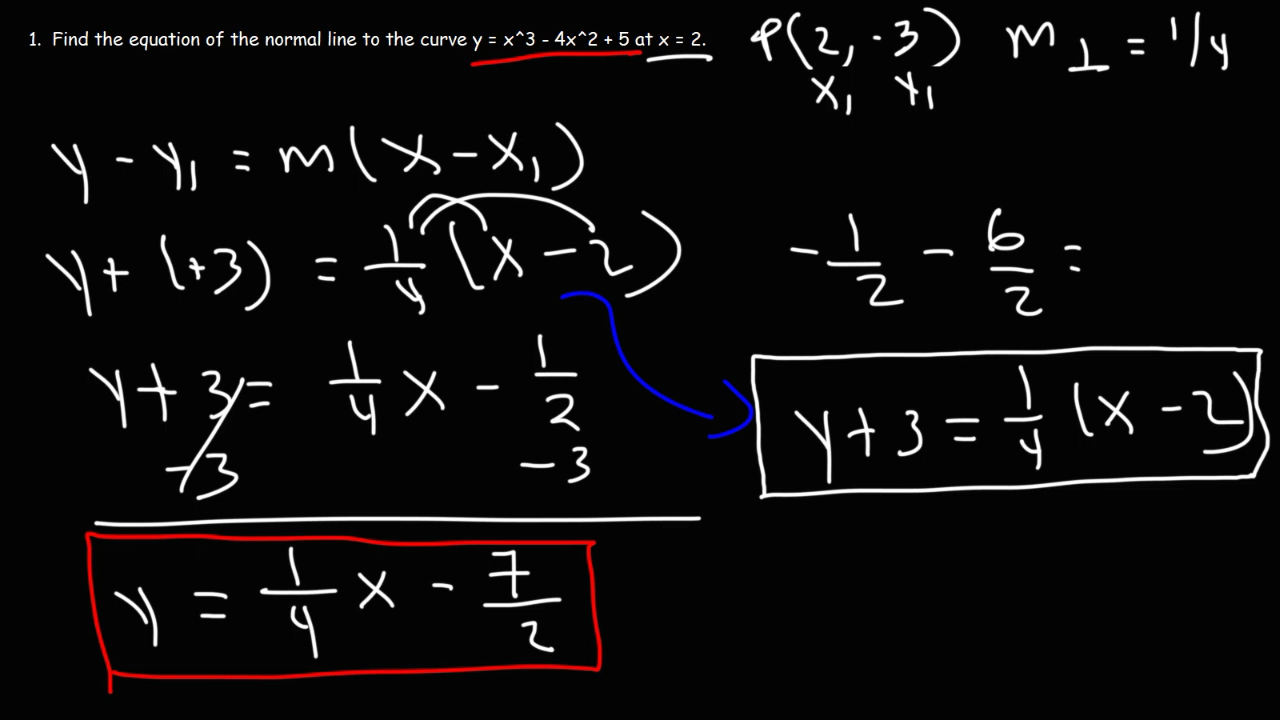 1. Find the equation of the normal line to the curve y = x^3 - 4x^2 + 5 at x = 2.
P(2, -3) m⊥ = 1/4
x₁ y₁
y - y₁ = m(x - x₁)
y + (+3) = 1/4 (x - 2)
-1/2 - 6/2 =
y + 3 = 1/4 x - 1/2
-3 -3
y + 3 = 1/4 (x - 2)
y = 1/4 x - 7/2